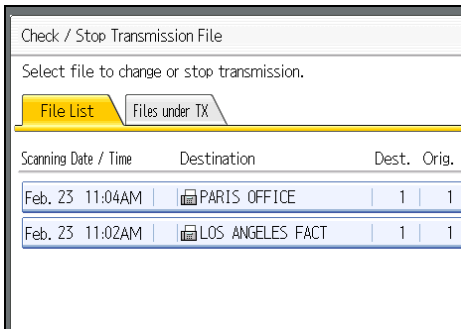 Check / Stop Transmission File
Select file to change or stop transmission.
File List Files under TX
Scanning Date / Time Destination Dest. Orig.
Feb. 23 11:04AM PARIS OFFICE 1 1
Feb. 23 11:02AM LOS ANGELES FACT 1 1